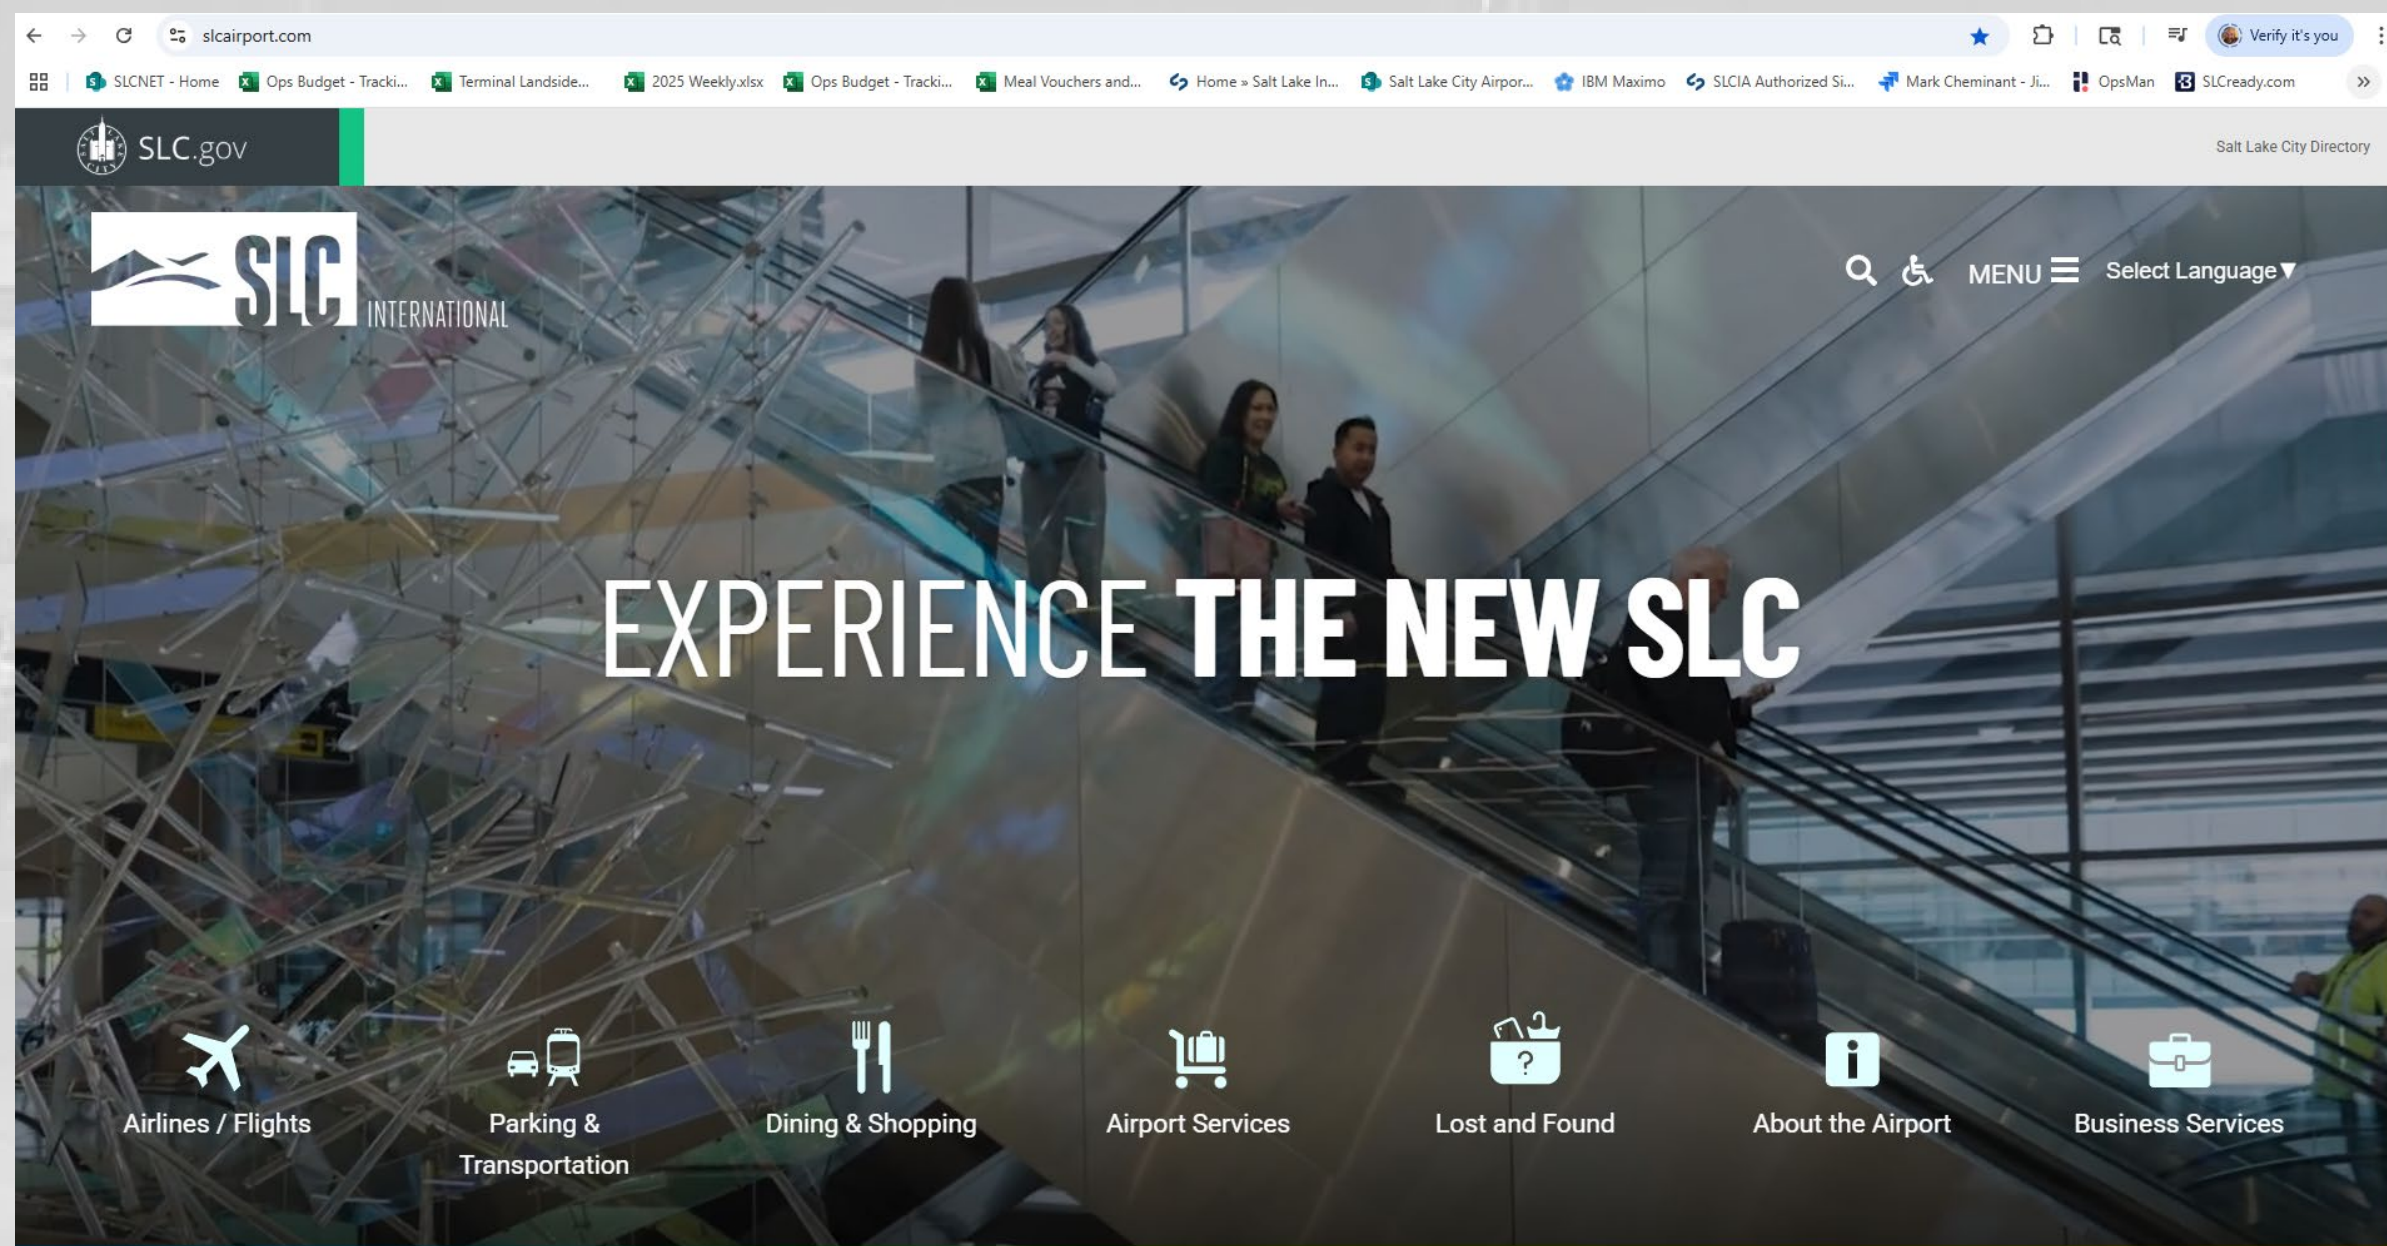 slcairport.com
Verify it's you
SLCNET - Home Ops Budget - Tracki... Terminal Landside... 2025 Weekly.xlsx Ops Budget - Tracki... Meal Vouchers and... Home » Salt Lake In... Salt Lake City Airpor... IBM Maximo SLCIA Authorized Si... Mark Cheminant - Ji... OpsMan SLCready.com »
SLC.gov
Salt Lake City Directory
SLC INTERNATIONAL
MENU Select Language▼
EXPERIENCE THE NEW SLC
Airlines / Flights
Parking &
Transportation
Dining & Shopping
Airport Services
?
Lost and Found
i
About the Airport
Business Services